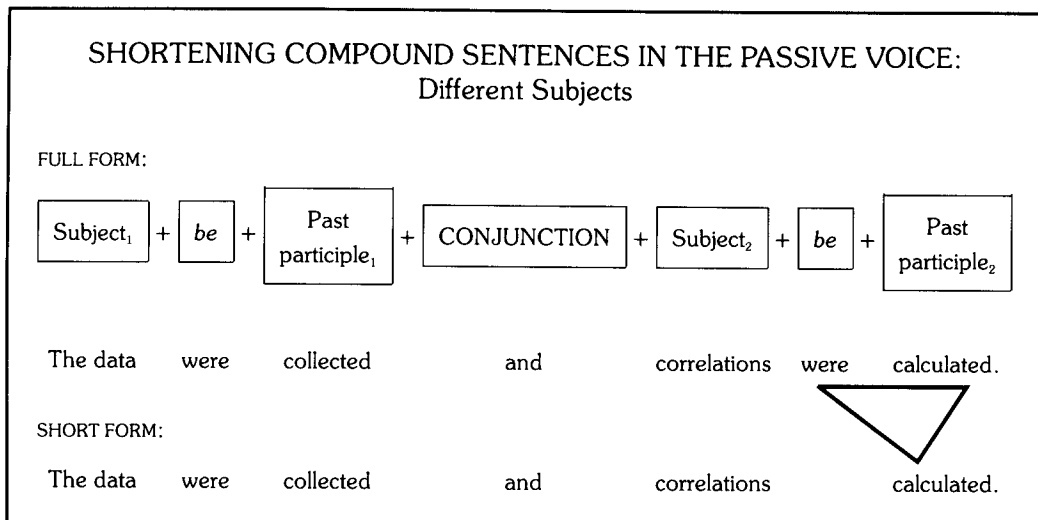 SHORTENING COMPOUND SENTENCES IN THE PASSIVE VOICE:
Different Subjects
FULL FORM:
Subject₁ + be + Past participle₁ + CONJUNCTION + Subject₂ + be + Past participle₂
The data were collected and correlations were calculated.
SHORT FORM:
The data were collected and correlations calculated.